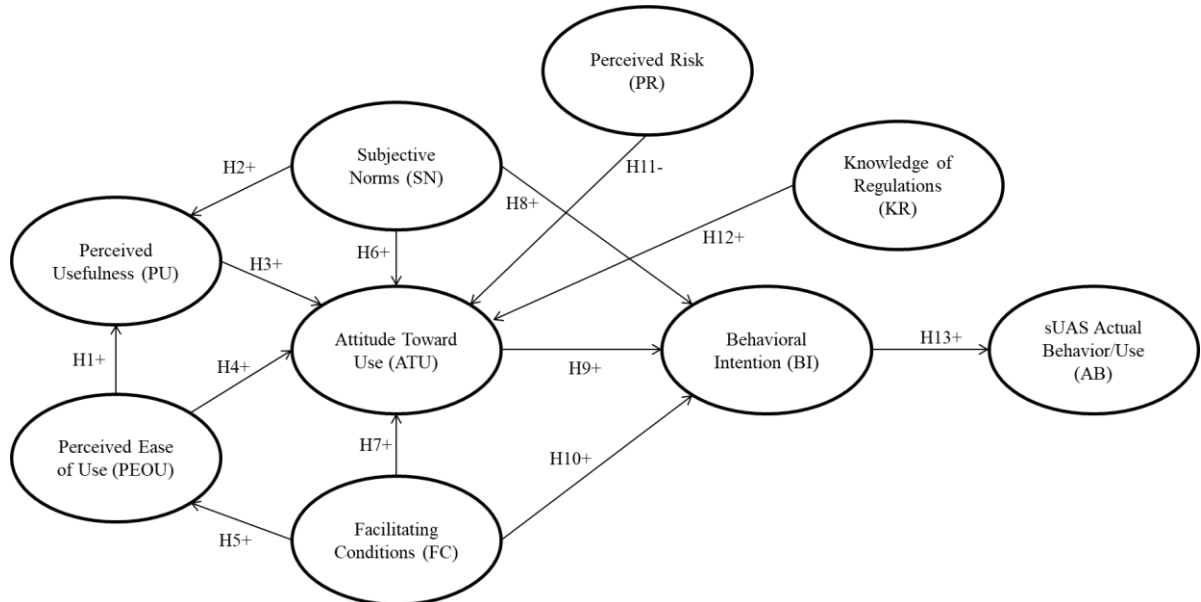 Perceived Risk
(PR)
Subjective
Norms (SN)
Knowledge of
Regulations
(KR)
H2+
H11-
H8+
H12+
Perceived
Usefulness (PU)
H3+
H6+
Attitude Toward
Use (ATU)
Behavioral
Intention (BI)
sUAS Actual
Behavior/Use
(AB)
H1+
H4+
H9+
H13+
Perceived Ease
of Use (PEOU)
H7+
H10+
H5+
Facilitating
Conditions (FC)